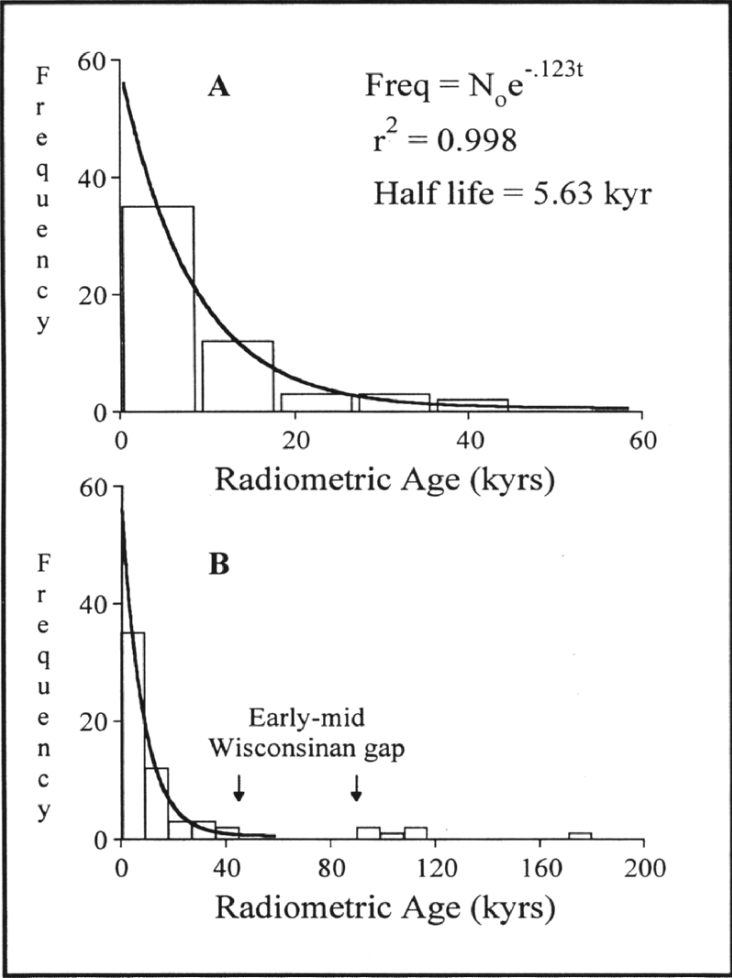 Frequency
60
40
20
0
A
Freq = Nₒe^-.123t
r² = 0.998
Half life = 5.63 kyr
0 20 40 60
Radiometric Age (kyrs)
Frequency
60
40
20
0
B
Early-mid
Wisconsinan gap
0 40 80 120 160 200
Radiometric Age (kyrs)